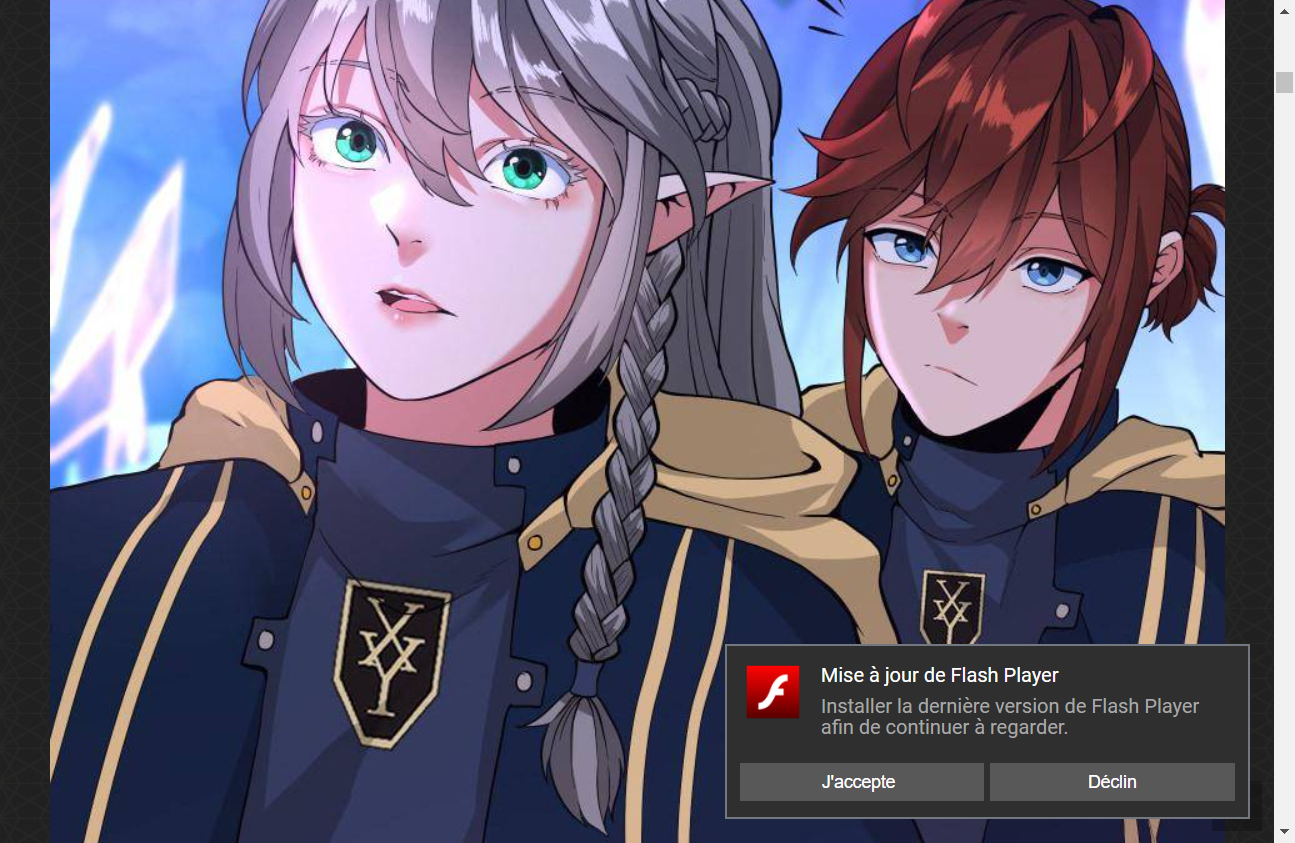 Mise à jour de Flash Player
Installer la dernière version de Flash Player
afin de continuer à regarder.
J'accepte
Déclin